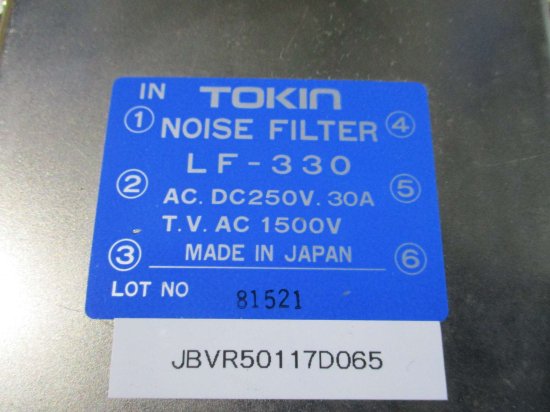 IN TOKIN
① NOISE FILTER ④
LF-330
② AC. DC250V. 30A ⑤
T.V. AC 1500V
③ MADE IN JAPAN ⑥
LOT NO 81521
JBVR50117D065